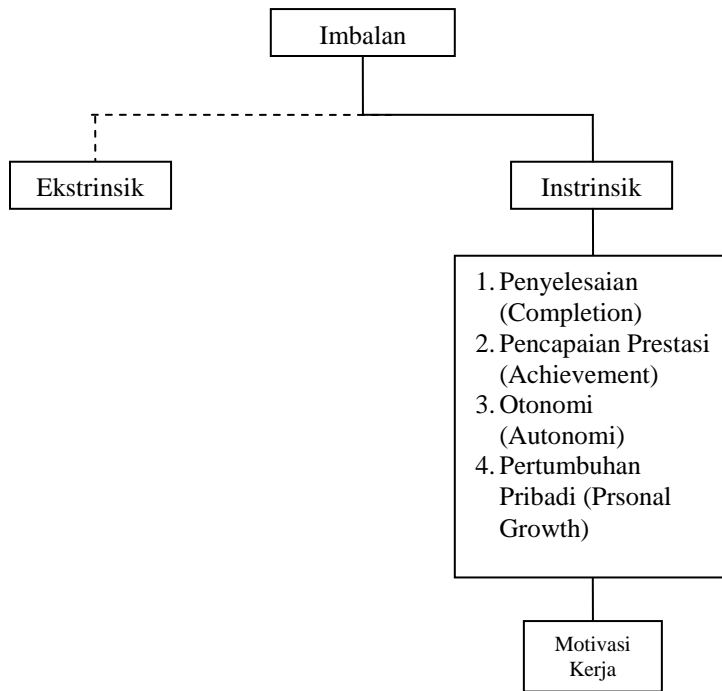 Imbalan
Ekstrinsik
Instrinsik
1. Penyelesaian
(Completion)
2. Pencapaian Prestasi
(Achievement)
3. Otonomi
(Autonomi)
4. Pertumbuhan
Pribadi (Prsonal
Growth)
Motivasi
Kerja